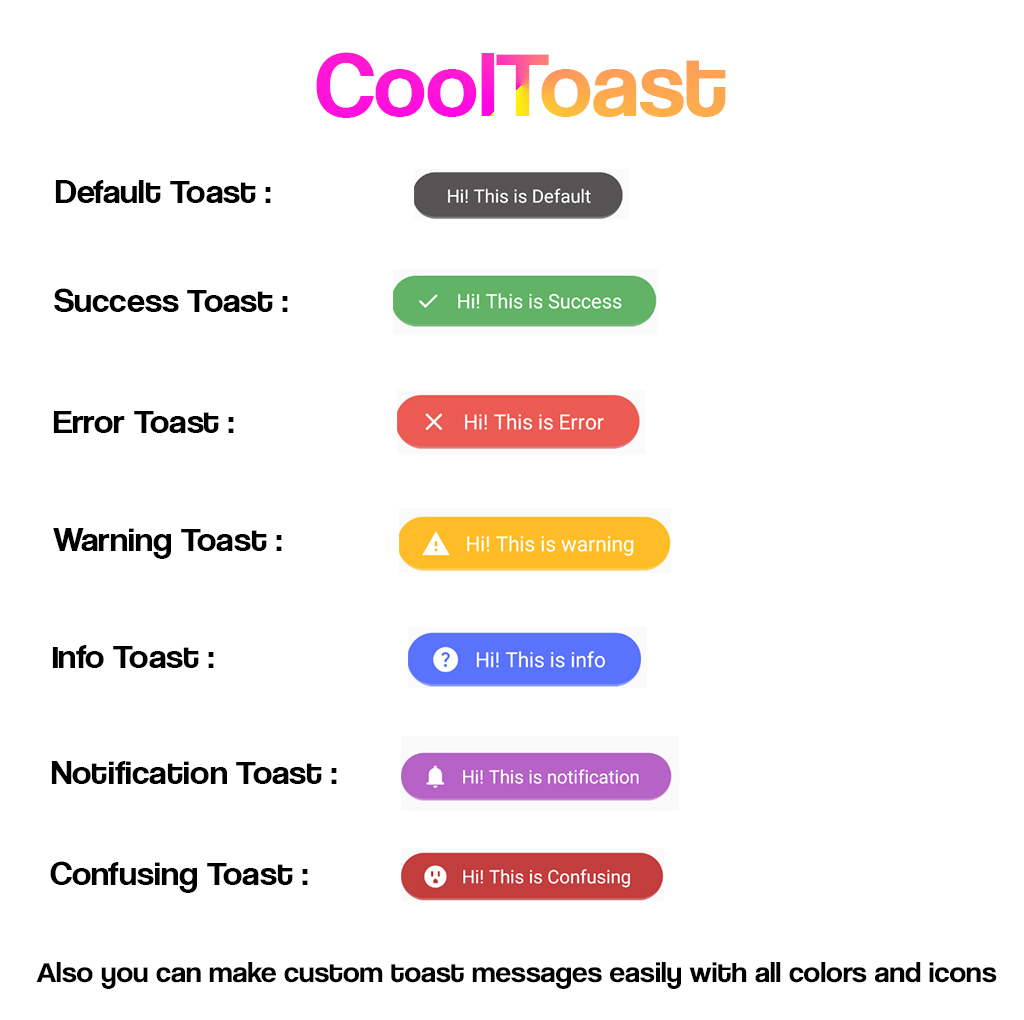 CoolToast
Default Toast :
Hi! This is Default
Success Toast :
Hi! This is Success
Error Toast :
Hi! This is Error
Warning Toast :
Hi! This is warning
Info Toast :
Hi! This is info
Notification Toast :
Hi! This is notification
Confusing Toast :
Hi! This is Confusing
Also you can make custom toast messages easily with all colors and icons